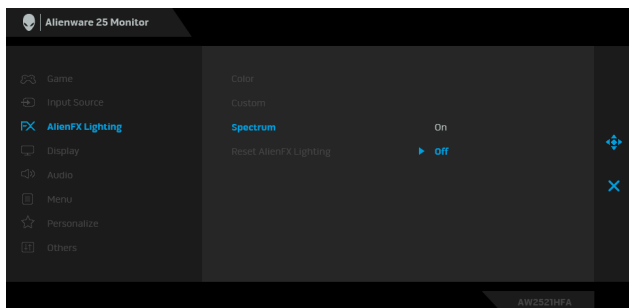 Alienware 25 Monitor
Game
Color
Input Source
Custom
AlienFX Lighting
Spectrum
On
Display
Reset AlienFX Lighting
Off
Audio
Menu
Personalize
Others
AW2521HFA